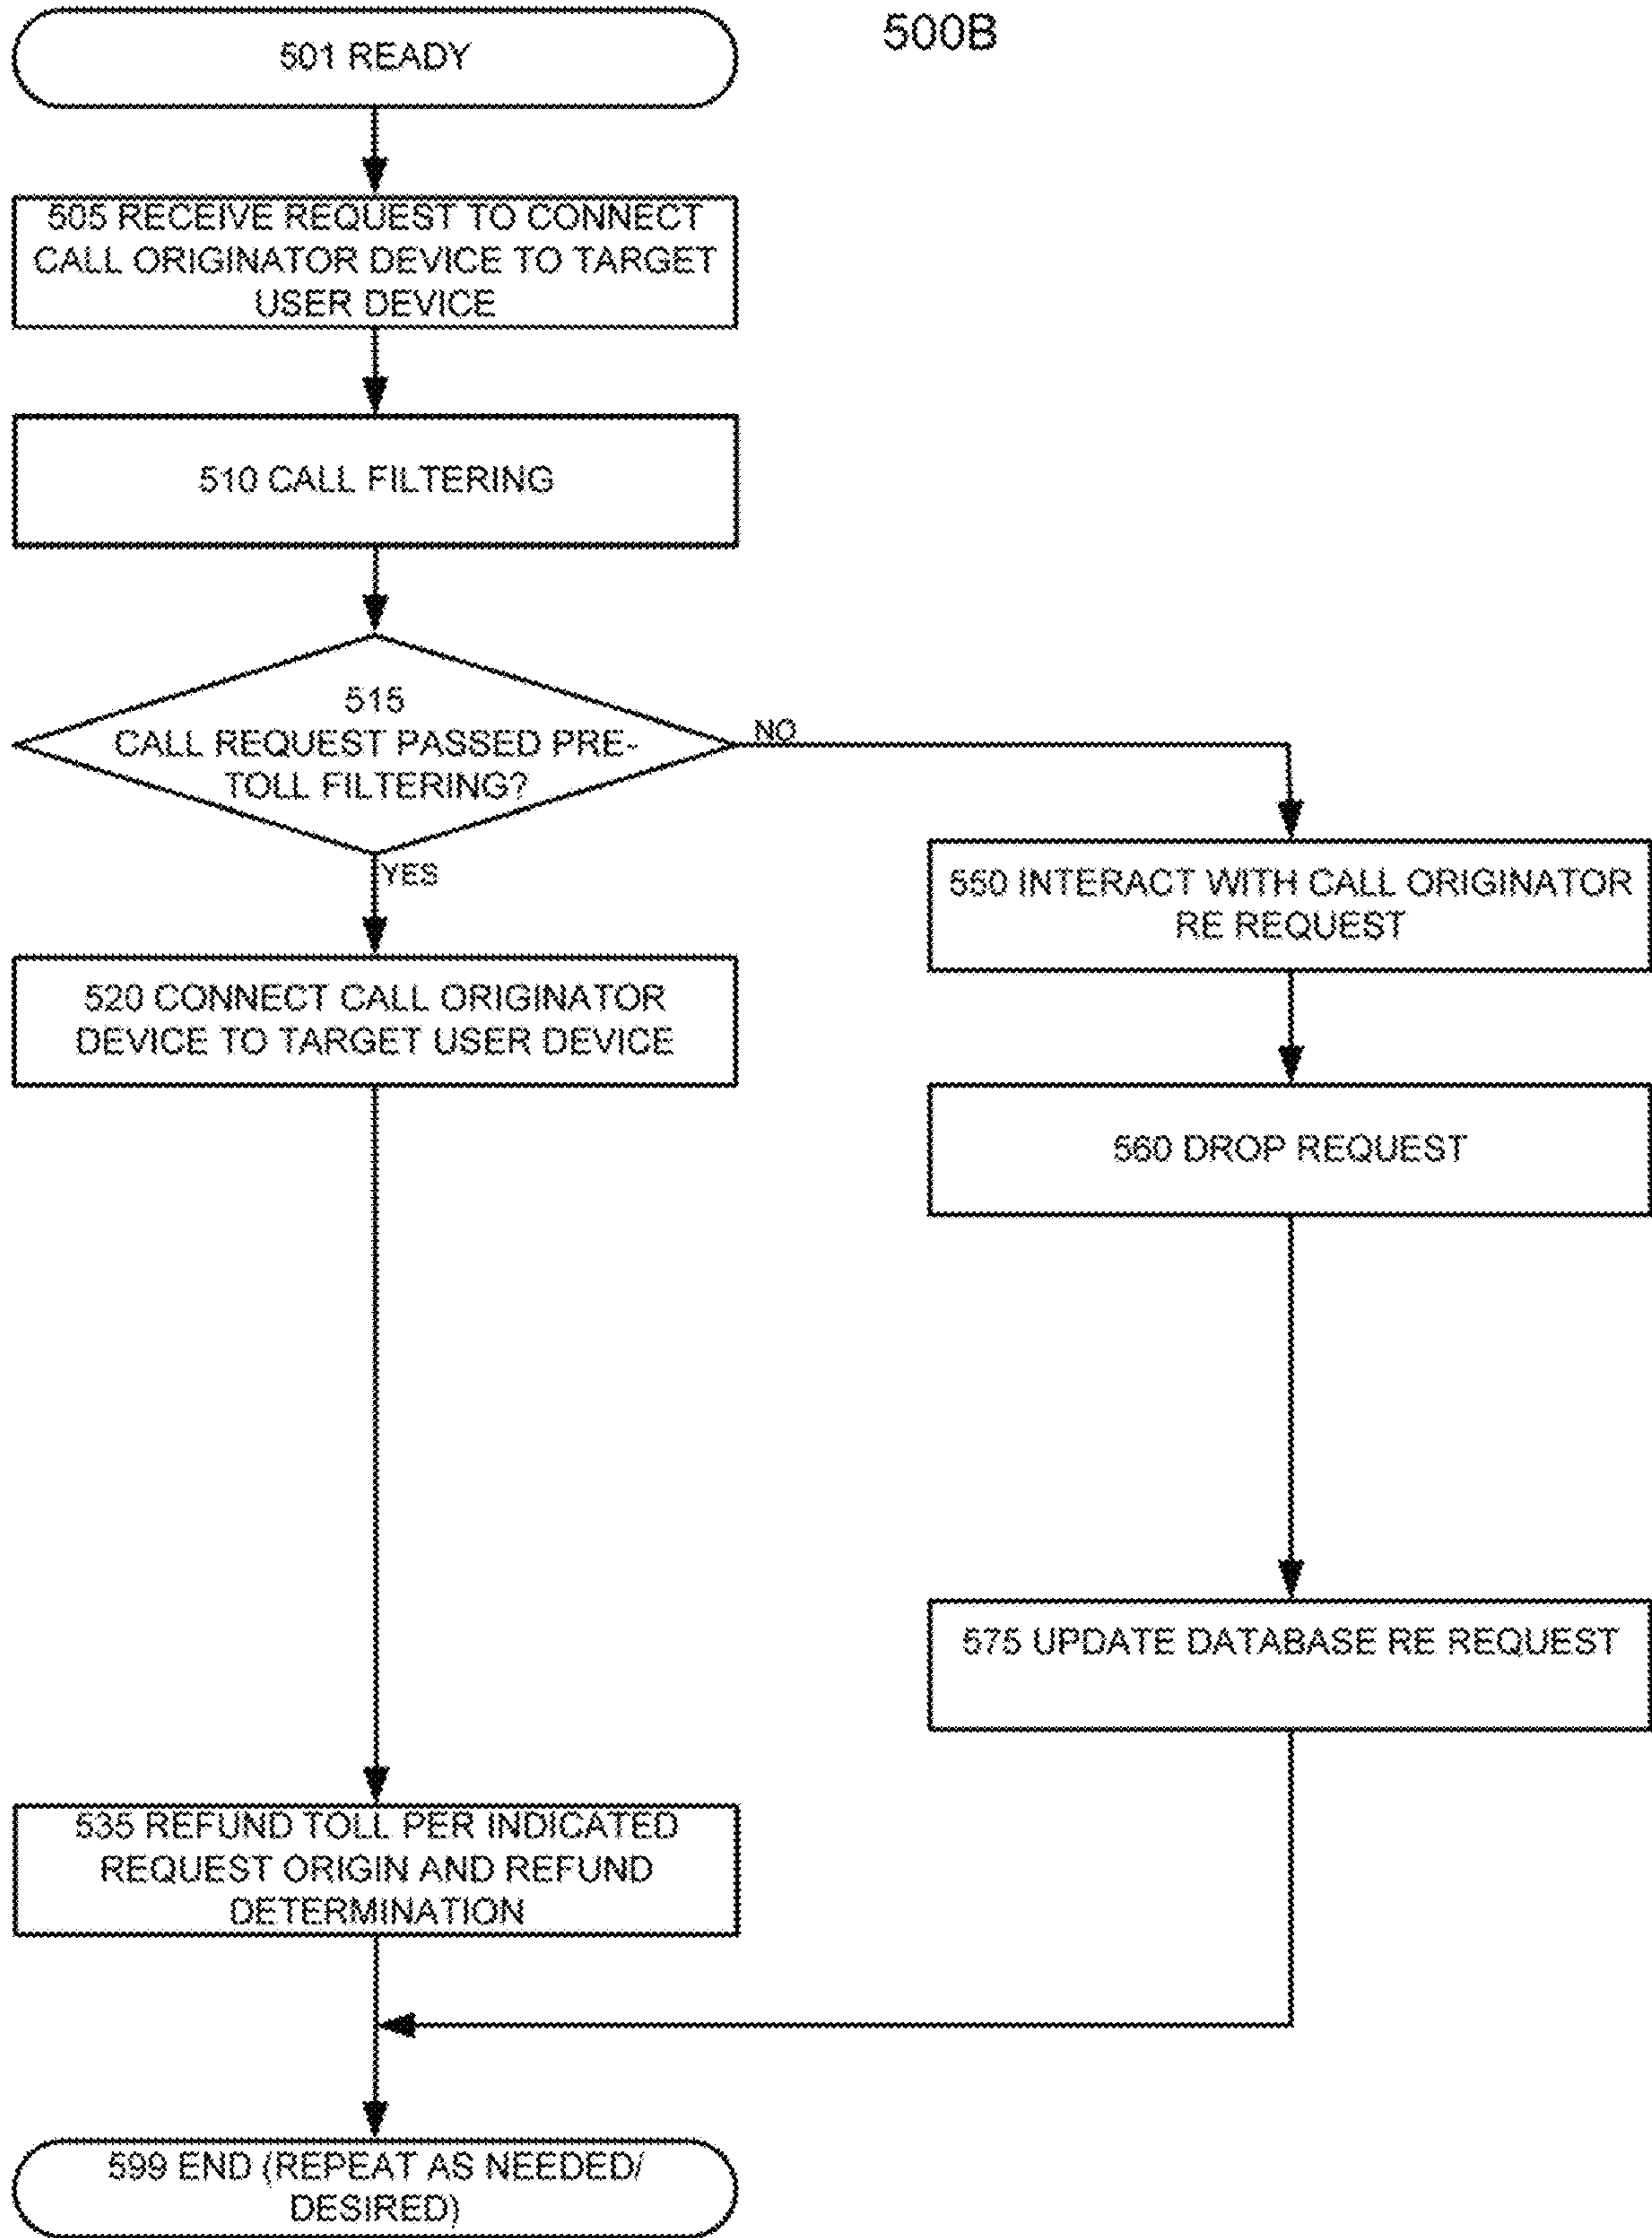 500B
501 READY
505 RECEIVE REQUEST TO CONNECT
CALL ORIGINATOR DEVICE TO TARGET
USER DEVICE
510 CALL FILTERING
515
CALL REQUEST PASSED PRE-
TOLL FILTERING?
NO
YES
550 INTERACT WITH CALL ORIGINATOR
RE REQUEST
520 CONNECT CALL ORIGINATOR
DEVICE TO TARGET USER DEVICE
560 DROP REQUEST
575 UPDATE DATABASE RE REQUEST
535 REFUND TOLL PER INDICATED
REQUEST ORIGIN AND REFUND
DETERMINATION
599 END (REPEAT AS NEEDED/
DESIRED)